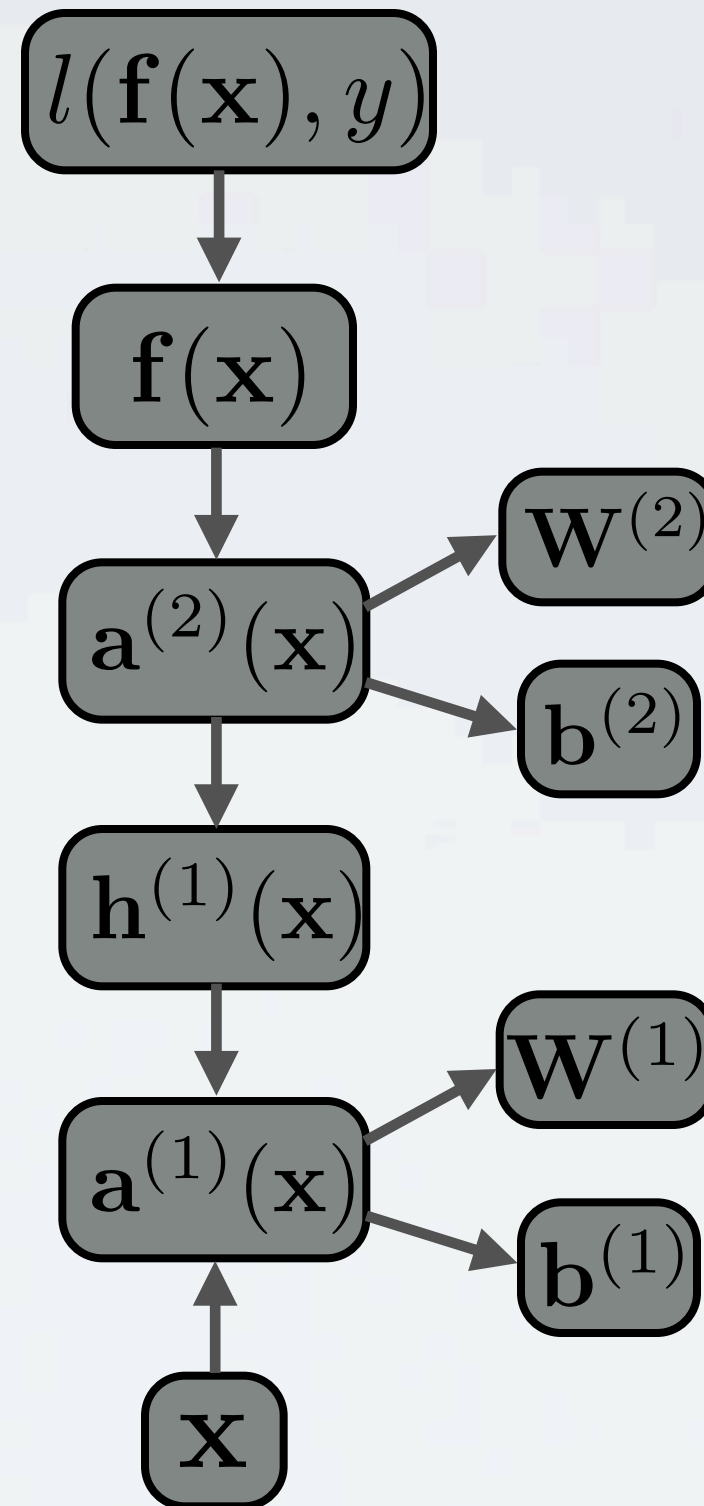 l(f(x), y)
f(x)
W⁽²⁾
a⁽²⁾(x)
b⁽²⁾
h⁽¹⁾(x)
W⁽¹⁾
a⁽¹⁾(x)
b⁽¹⁾
x